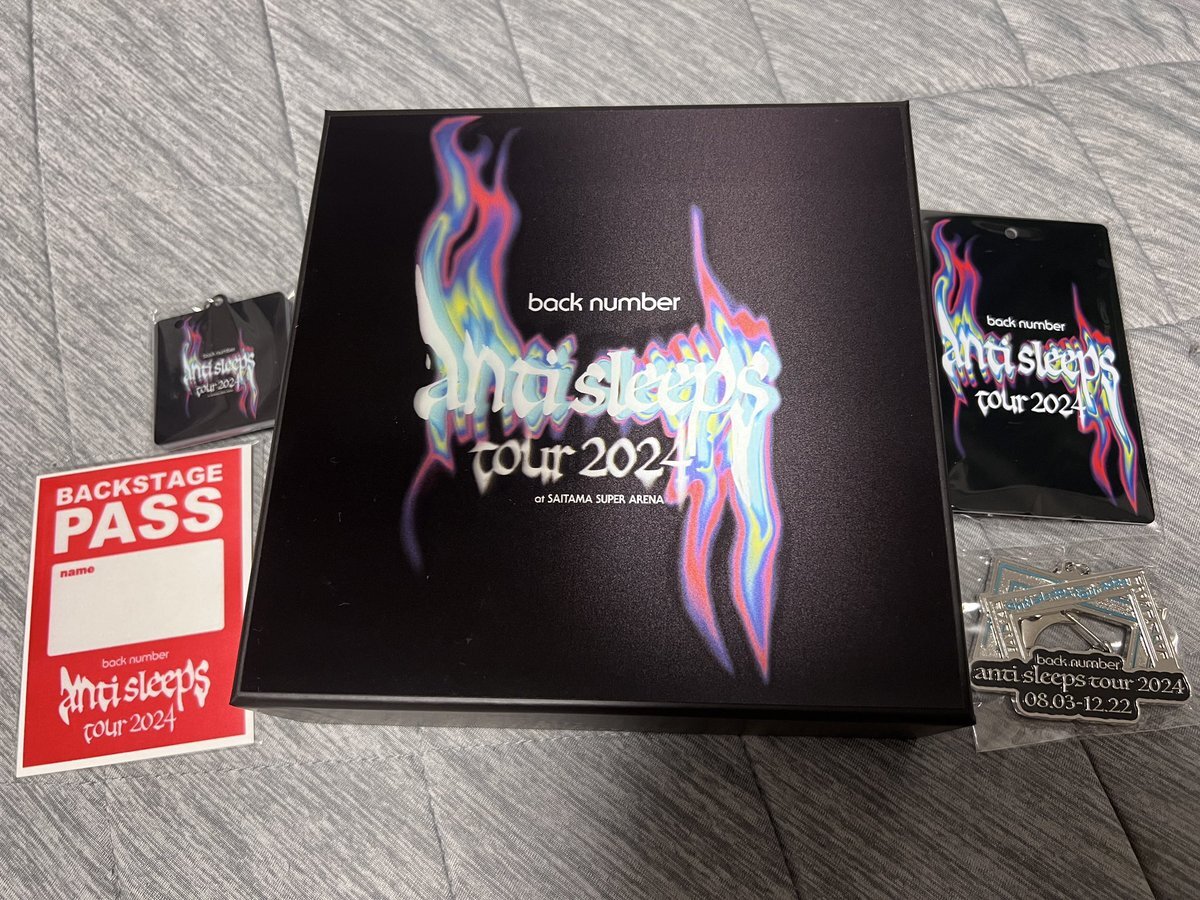 back number
anti sleeps
tour 2024
at SAITAMA SUPER ARENA
back number
anti sleeps
tour 2024
BACKSTAGE
PASS
name
back number
anti sleeps
tour 2024
back number
anti sleeps
tour 2024
back number
anti sleeps tour 2024
08.03-12.22